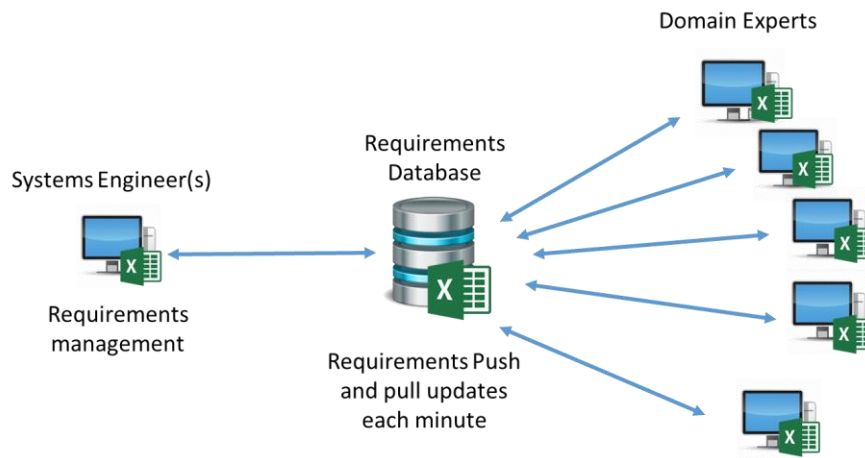 Domain Experts
Requirements
Database
Systems Engineer(s)
Requirements
management
Requirements Push
and pull updates
each minute
X
X
X
X
X
X
X